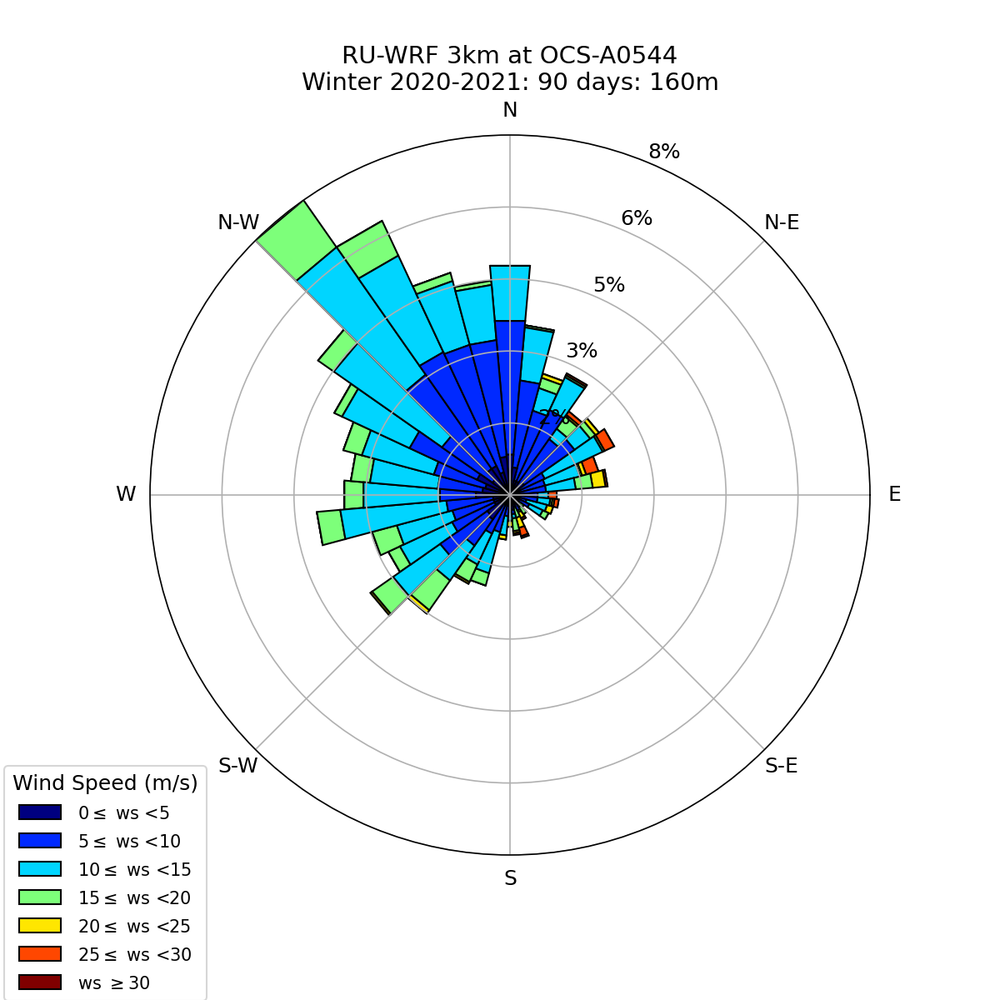 RU-WRF 3km at OCS-A0544
Winter 2020-2021: 90 days: 160m
N
8%
N-W
6%
N-E
5%
3%
2%
W
E
S-W
S-E
S
Wind Speed (m/s)
0≤ ws <5
5≤ ws <10
10≤ ws <15
15≤ ws <20
20≤ ws <25
25≤ ws <30
ws ≥30